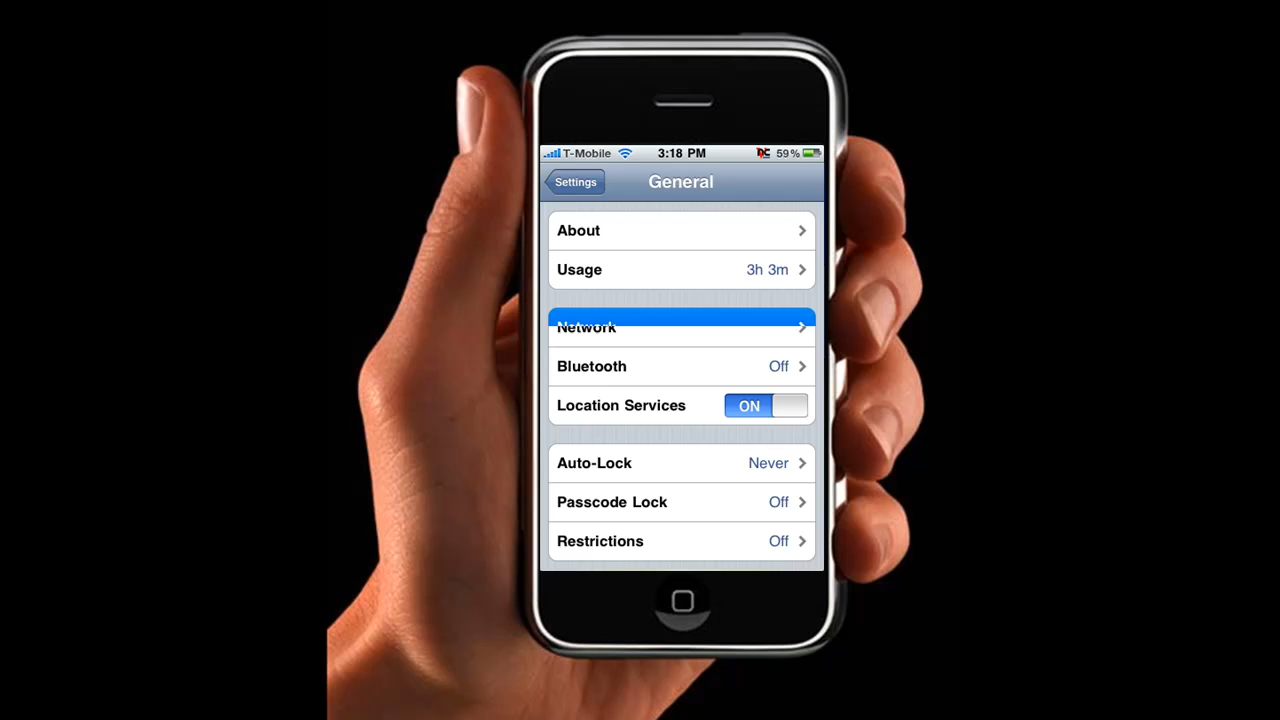 T-Mobile 3:18 PM 59%
Settings General
About
Usage 3h 3m
Network
Bluetooth Off
Location Services ON
Auto-Lock Never
Passcode Lock Off
Restrictions Off